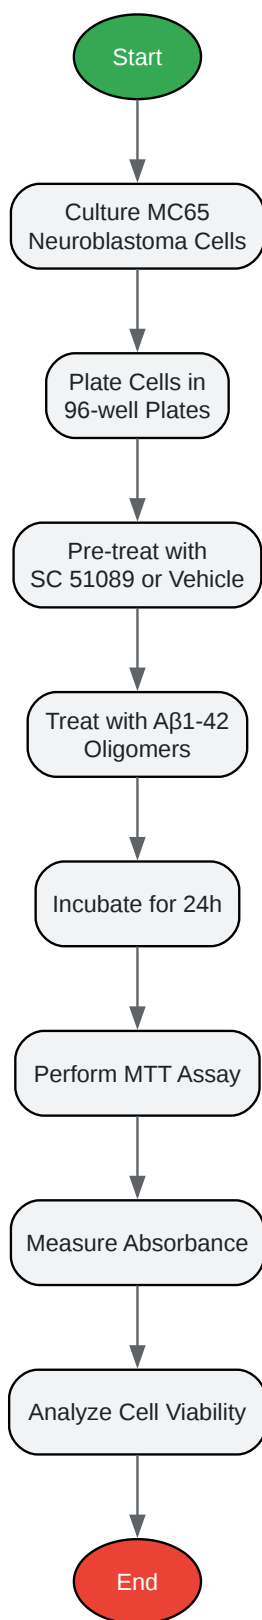 Start
Culture MC65
Neuroblastoma Cells
Plate Cells in
96-well Plates
Pre-treat with
SC 51089 or Vehicle
Treat with Aβ1-42
Oligomers
Incubate for 24h
Perform MTT Assay
Measure Absorbance
Analyze Cell Viability
End